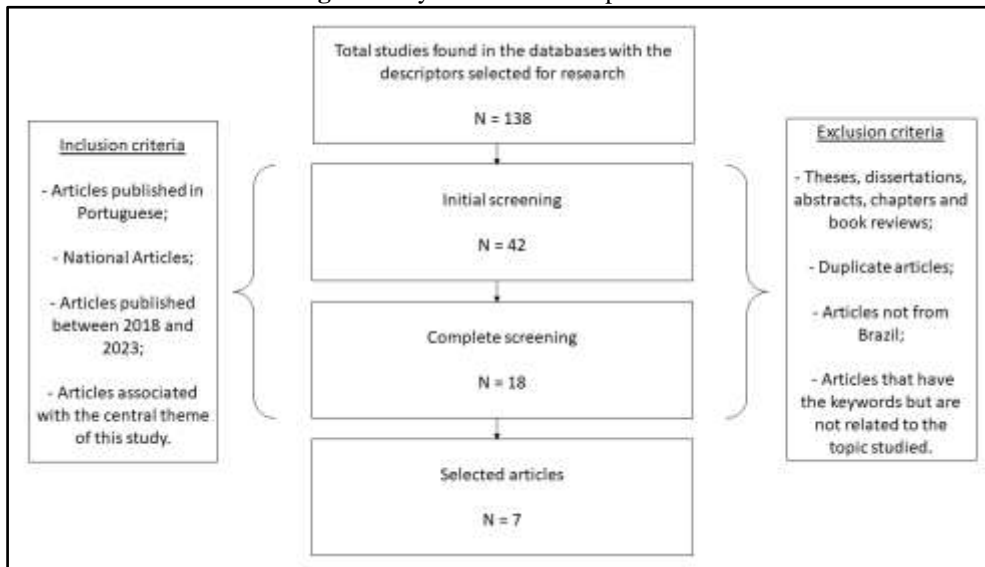 Total studies found in the databases with the
descriptors selected for research
N = 138
Inclusion criteria
- Articles published in
Portuguese;
- National Articles;
- Articles published
between 2018 and
2023;
- Articles associated
with the central theme
of this study.
Initial screening
N = 42
Complete screening
N = 18
Selected articles
N = 7
Exclusion criteria
- Theses, dissertations,
abstracts, chapters and
book reviews;
- Duplicate articles;
- Articles not from
Brazil;
- Articles that have
the keywords but are
not related to the
topic studied.